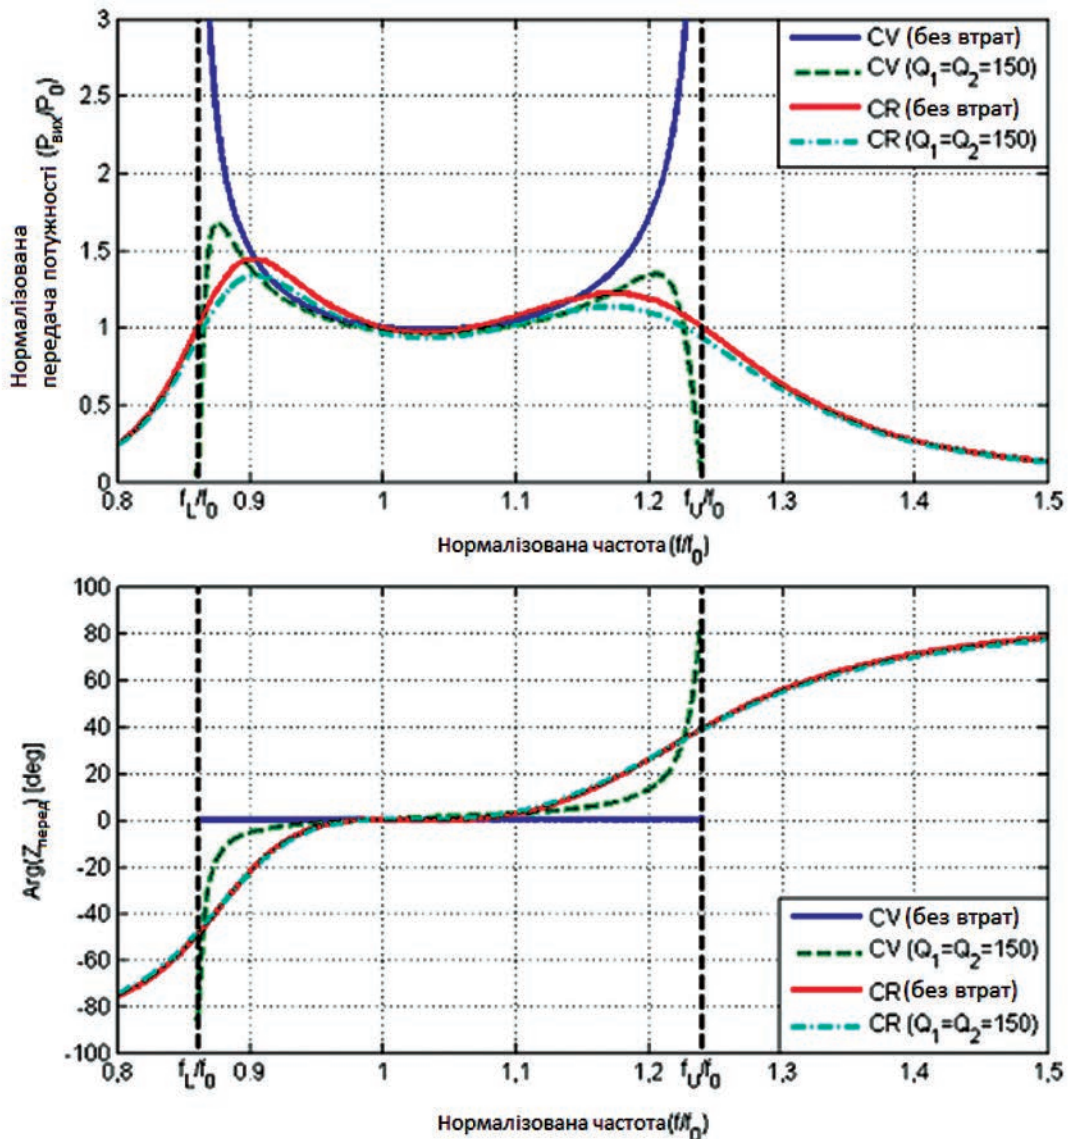 Нормалізована
передача потужності (P_вих/P_0)
3
2.5
2
1.5
1
0.5
0
CV (без втрат)
CV (Q_1=Q_2=150)
CR (без втрат)
CR (Q_1=Q_2=150)
0.8
f_L/f_0
0.9
1
1.1
1.2
f_U/f_0
1.3
1.4
1.5
Нормалізована частота (f/f_0)
Arg(Z_перед) [deg]
100
80
60
40
20
0
-20
-40
-60
-80
-100
CV (без втрат)
CV (Q_1=Q_2=150)
CR (без втрат)
CR (Q_1=Q_2=150)
0.8
f_L/f_0
0.9
1
1,1
1.2
f_U/f_0
1.3
1.4
1.5
Нормалізована частота (f/f_0)